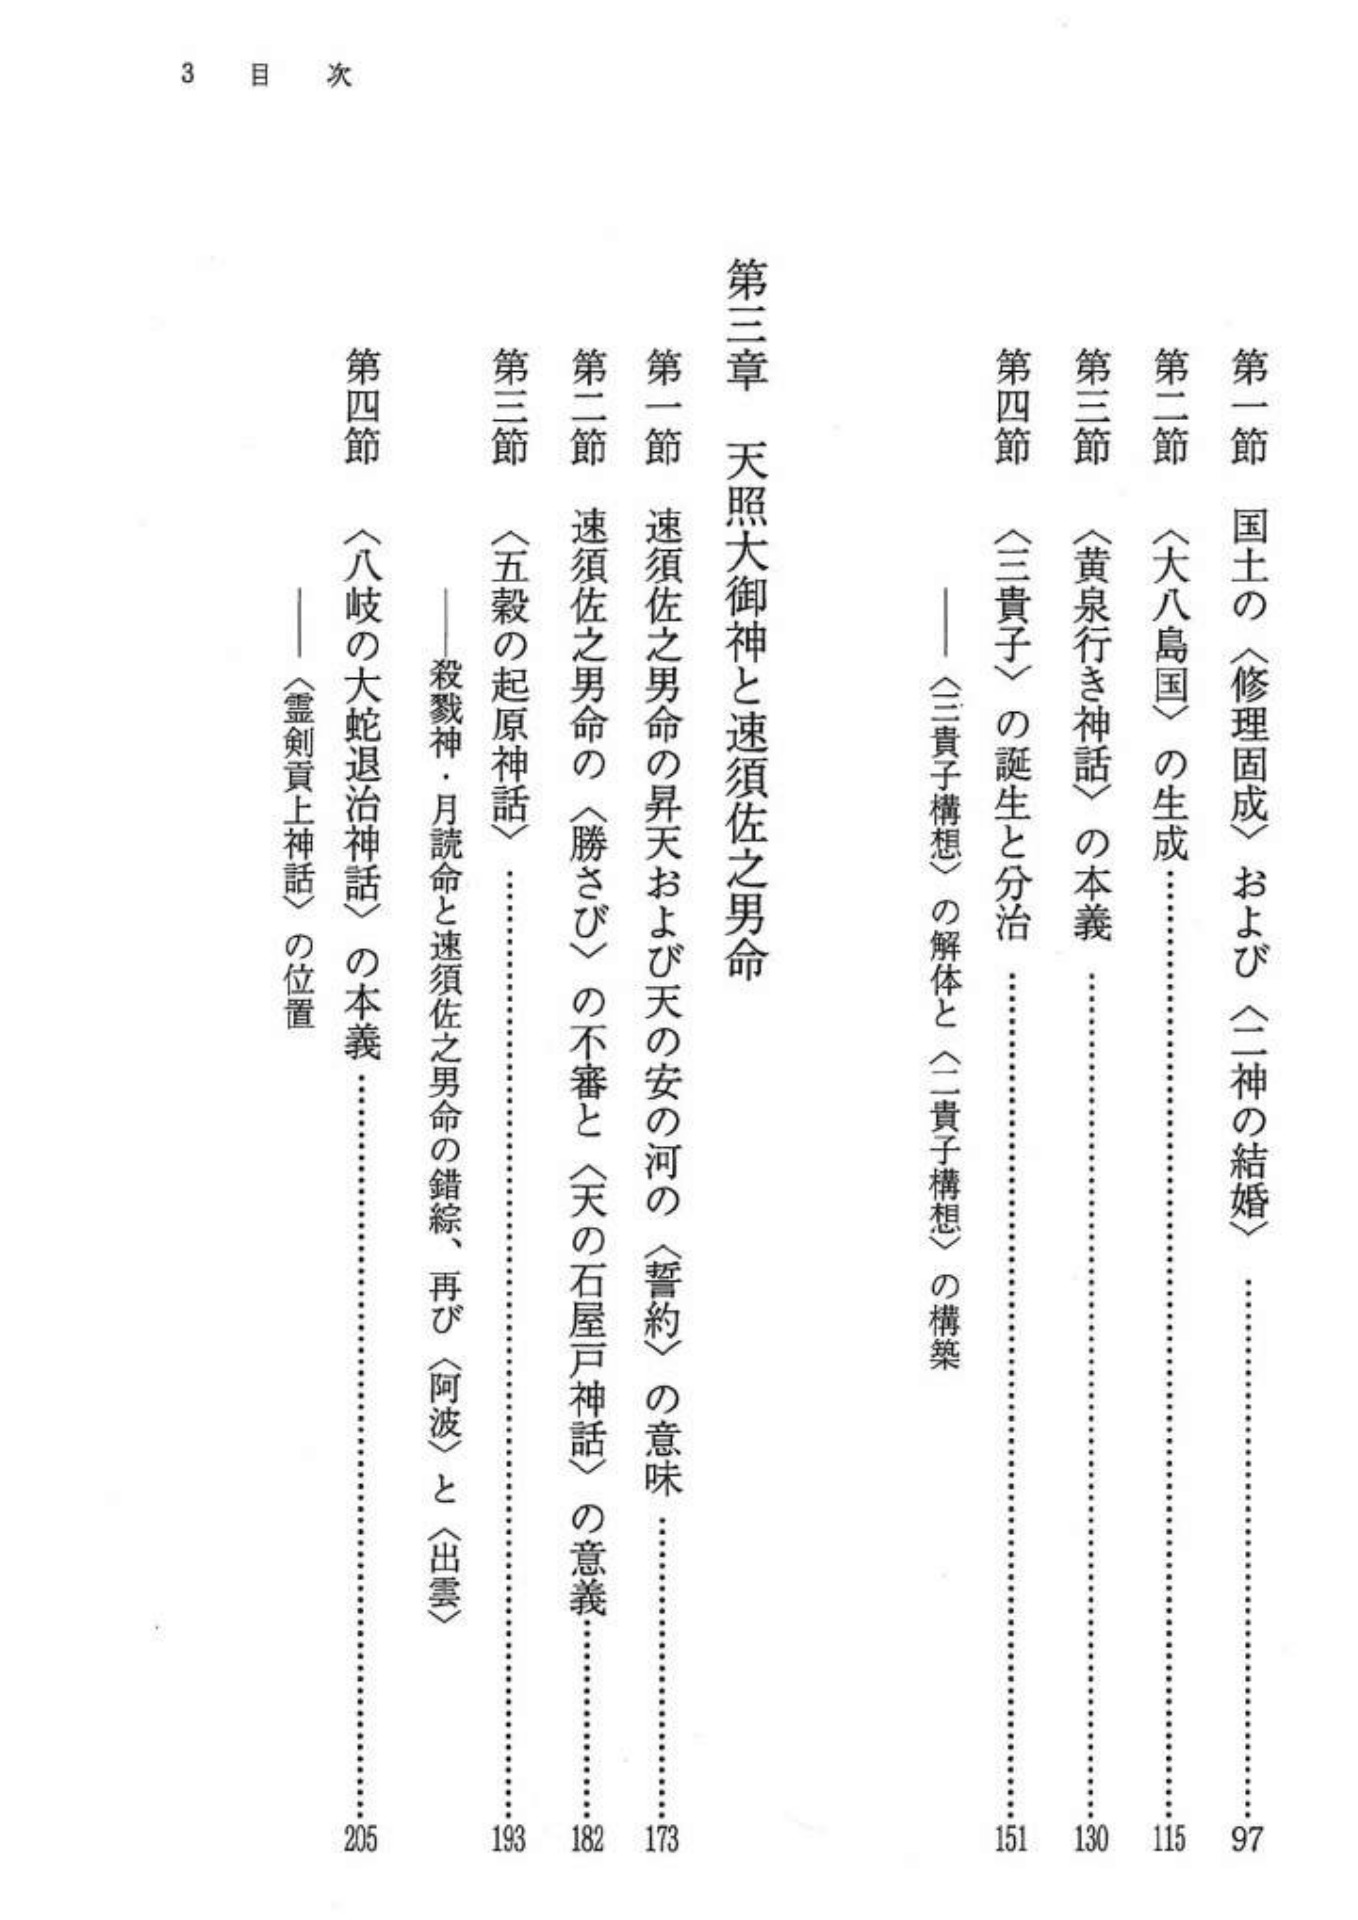 3　目　次
第一節　国土の〈修理固成〉および〈二神の結婚〉……………97
第二節　〈大八島国〉の生成……………115
第三節　〈黄泉行き神話〉の本義……………130
第四節　〈三貴子〉の誕生と分治……………151
――〈三貴子構想〉の解体と〈二貴子構想〉の構築
第三章　天照大御神と速須佐之男命
第一節　速須佐之男命の昇天および天の安の河の〈誓約〉の意味……………173
第二節　速須佐之男命の〈勝さび〉の不審と〈天の石屋戸神話〉の意義……………182
第三節　〈五穀の起原神話〉……………193
――殺戮神・月読命と速須佐之男命の錯綜、再び〈阿波〉と〈出雲〉
第四節　〈八岐の大蛇退治神話〉の本義……………205
――〈霊剣貢上神話〉の位置